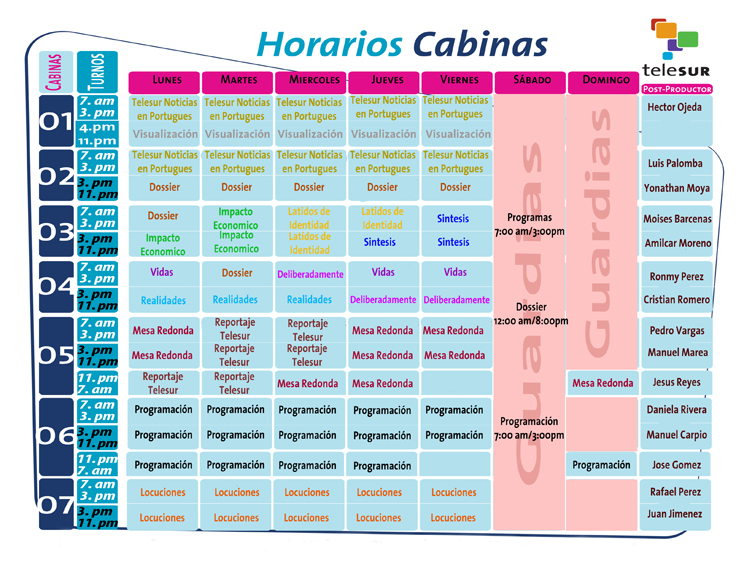 Horarios Cabinas
teleSUR
CABINAS TURNOS LUNES MARTES MIERCOLES JUEVES VIERNES SÁBADO DOMINGO POST-PRODUCTOR
Guardias
Guardias
01
7. am
3. pm
Telesur Noticias Telesur Noticias Telesur Noticias Telesur Noticias Telesur Noticias
en Portugues en Portugues en Portugues en Portugues en Portugues
Hector Ojeda
4.pm
11.pm
Visualización Visualización Visualización Visualización Visualización
02
7. am
3. pm
Telesur Noticias Telesur Noticias Telesur Noticias Telesur Noticias Telesur Noticias
en Portugues en Portugues en Portugues en Portugues en Portugues
Luis Palomba
3. pm
11. pm
Dossier Dossier Dossier Dossier Dossier
Yonathan Moya
03
7. am
3. pm
Dossier Impacto Latidos de Latidos de Sintesis
Economico Identidad Identidad
Programas
7:00 am/3:00pm
Moises Barcenas
3. pm
11. pm
Impacto Impacto Latidos de Sintesis Sintesis
Economico Economico Identidad
Amilcar Moreno
04
7. am
3. pm
Vidas Dossier Deliberadamente Vidas Vidas
Ronmy Perez
3. pm
11. pm
Realidades Realidades Realidades Deliberadamente Deliberadamente
Dossier
12:00 am/8:00pm
Cristian Romero
05
7. am
3. pm
Mesa Redonda Reportaje Reportaje Mesa Redonda Mesa Redonda
Telesur Telesur
Pedro Vargas
3. pm
11. pm
Mesa Redonda Reportaje Reportaje Mesa Redonda Mesa Redonda
Telesur Telesur
Manuel Marea
11. pm
7. am
Reportaje Reportaje Mesa Redonda Mesa Redonda Mesa Redonda
Telesur Telesur
Jesus Reyes
06
7. am
3. pm
Programación Programación Programación Programación Programación
Daniela Rivera
3. pm
11. pm
Programación Programación Programación Programación Programación
Programación
7:00 am/3:00pm
Manuel Carpio
11. pm
7. am
Programación Programación Programación Programación Programación
Jose Gomez
07
7. am
3. pm
Locuciones Locuciones Locuciones Locuciones Locuciones
Rafael Perez
3. pm
11. pm
Locuciones Locuciones Locuciones Locuciones Locuciones
Juan Jimenez